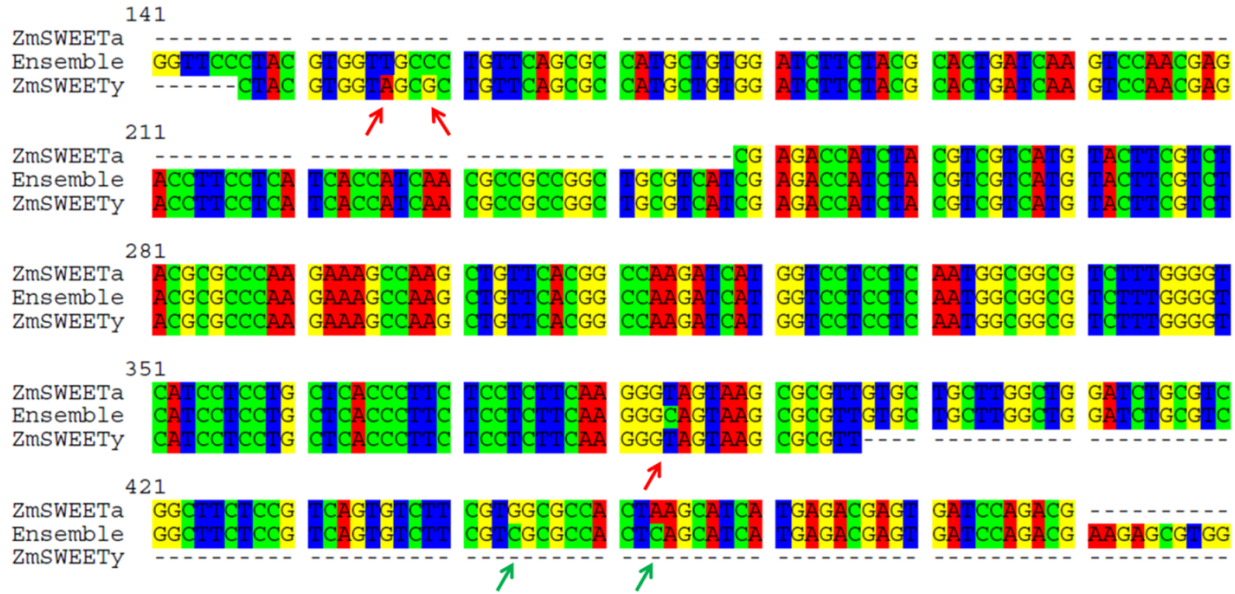 141
ZmSWEETa ---------- ---------- ---------- ---------- ---------- ---------- ----------
Ensemble GGTTCCCTAC GTGGTTGCCC TGTTCAGCGC CATGCTGTGG ATCTTCTACG CACTGATCAA GTCCAACGAG
ZmSWEETy ------CTAC GTGGTAGCGC TGTTCAGCGC CATGCTGTGG ATCTTCTACG CACTGATCAA GTCCAACGAG
211
ZmSWEETa ---------- ---------- ---------- --------CG AGACCATCTA CGTCGTCATG TACTTCGTCT
Ensemble ACCTTCCTCA TCACCATCAA CGCCGCCGGC TGCGTCATCG AGACCATCTA CGTCGTCATG TACTTCGTCT
ZmSWEETy ACCTTCCTCA TCACCATCAA CGCCGCCGGC TGCGTCATCG AGACCATCTA CGTCGTCATG TACTTCGTCT
281
ZmSWEETa ACGCGCCCAA GAAAGCCAAG CTGTTCACGG CCAAGATCAT GGTCCTCCTC AATGGCGGCG TCTTTGGGGT
Ensemble ACGCGCCCAA GAAAGCCAAG CTGTTCACGG CCAAGATCAT GGTCCTCCTC AATGGCGGCG TCTTTGGGGT
ZmSWEETy ACGCGCCCAA GAAAGCCAAG CTGTTCACGG CCAAGATCAT GGTCCTCCTC AATGGCGGCG TCTTTGGGGT
351
ZmSWEETa CATCCTCCTG CTCACCCTTC TCCTCTTCAA GGGTAGTAAG CGCGTTGTGC TGCTTGGCTG GATCTGCGTC
Ensemble CATCCTCCTG CTCACCCTTC TCCTCTTCAA GGGCAGTAAG CGCGTTGTGC TGCTTGGCTG GATCTGCGTC
ZmSWEETy CATCCTCCTG CTCACCCTTC TCCTCTTCAA GGGTAGTAAG CGCGTT---- ---------- ----------
421
ZmSWEETa GGCTTCTCCG TCAGTGTCTT CGTGGCGCCA CTAAGCATCA TGAGACGAGT GATCCAGACG ----------
Ensemble GGCTTCTCCG TCAGTGTCTT CGTCGCGCCA CTCAGCATCA TGAGACGAGT GATCCAGACG AAGAGCGTGG
ZmSWEETy ---------- ---------- ---------- ---------- ---------- ---------- ----------